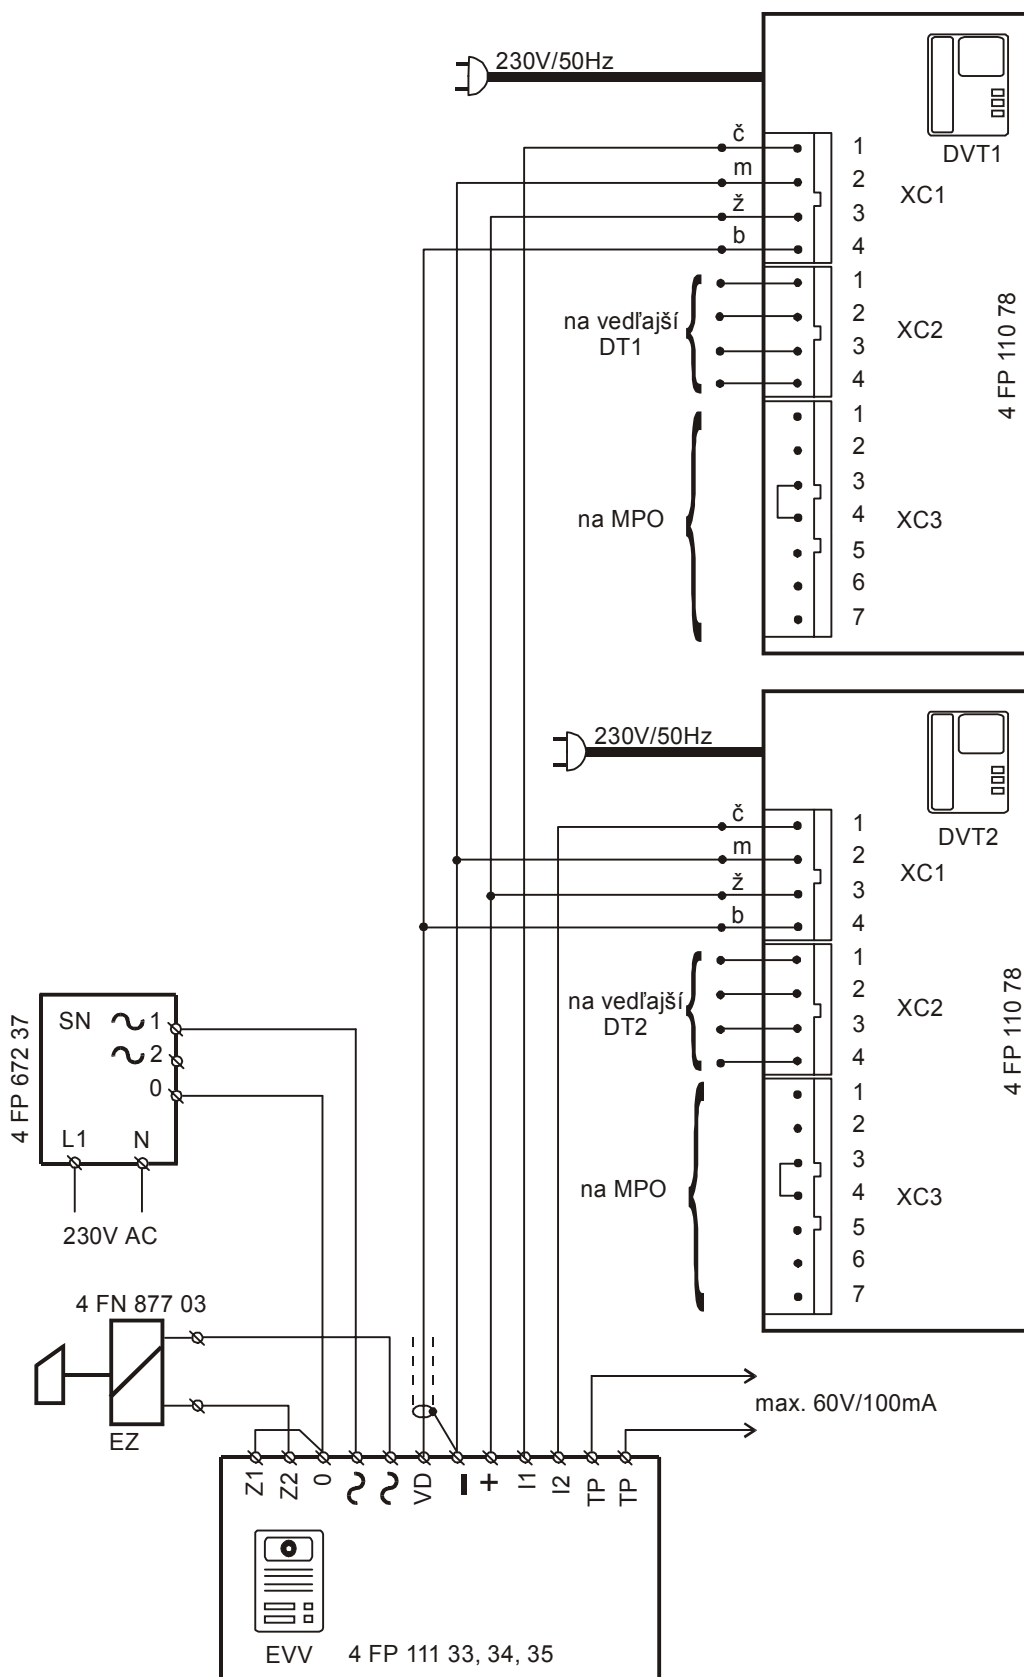 230V/50Hz
DVT1
č 1
m 2
ž 3
b 4
XC1
1
2
3
4
XC2
na vedľajší
DT1
1
2
3
4
5
6
7
XC3
na MPO
4 FP 110 78
230V/50Hz
DVT2
č 1
m 2
ž 3
b 4
XC1
1
2
3
4
XC2
na vedľajší
DT2
1
2
3
4
5
6
7
XC3
na MPO
4 FP 110 78
4 FP 672 37
SN ~ 1
~ 2
0
L1 N
230V AC
4 FN 877 03
EZ
max. 60V/100mA
Z1 Z2 0 ~ ~ VD – + I1 I2 TP TP
EVV 4 FP 111 33, 34, 35